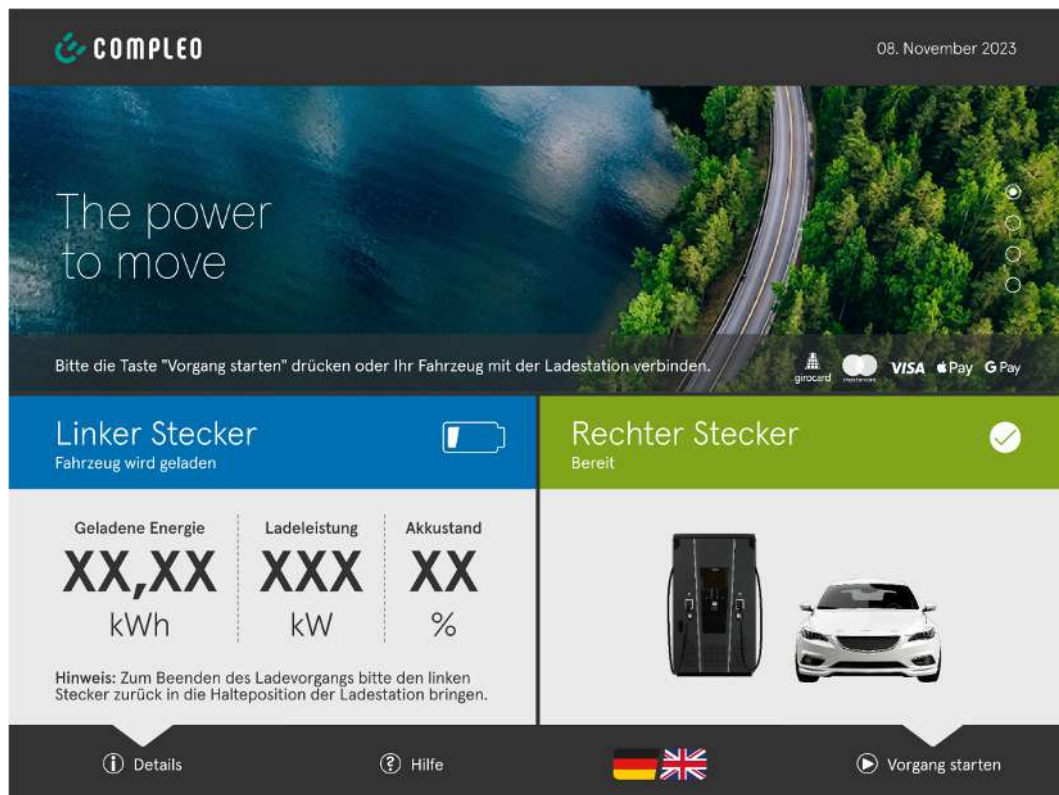 COMPLEO
08. November 2023
The power
to move
Bitte die Taste "Vorgang starten" drücken oder Ihr Fahrzeug mit der Ladestation verbinden.
girocard mastercard VISA Pay G Pay
Linker Stecker
Fahrzeug wird geladen
Rechter Stecker
Bereit
Geladene Energie Ladeleistung Akkustand
XX,XX XXX XX
kWh kW %
Hinweis: Zum Beenden des Ladevorgangs bitte den linken
Stecker zurück in die Halteposition der Ladestation bringen.
Details Hilfe Vorgang starten